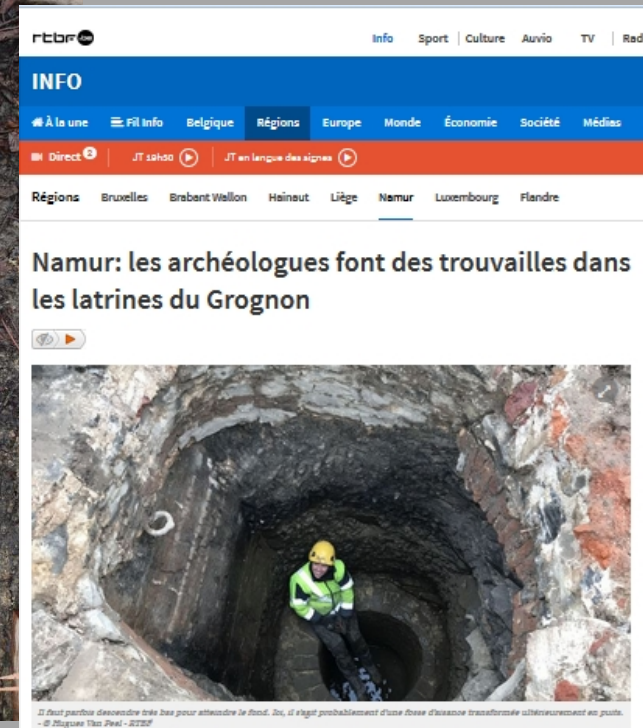 rtbf.be
Info Sport Culture Auvio TV Rad
INFO
À la une Fil Info Belgique Régions Europe Monde Économie Société Médias
Direct 2 JT 19h30 JT en langue des signes
Régions Bruxelles Brabant Wallon Hainaut Liège Namur Luxembourg Flandre
Namur: les archéologues font des trouvailles dans
les latrines du Grognon
Il faut parfois descendre très bas pour atteindre le fond. Ici, il s'agit probablement d'une fosse d'aisance transformée ultérieurement en puits.
- © Hugues Van Peel - RTBF